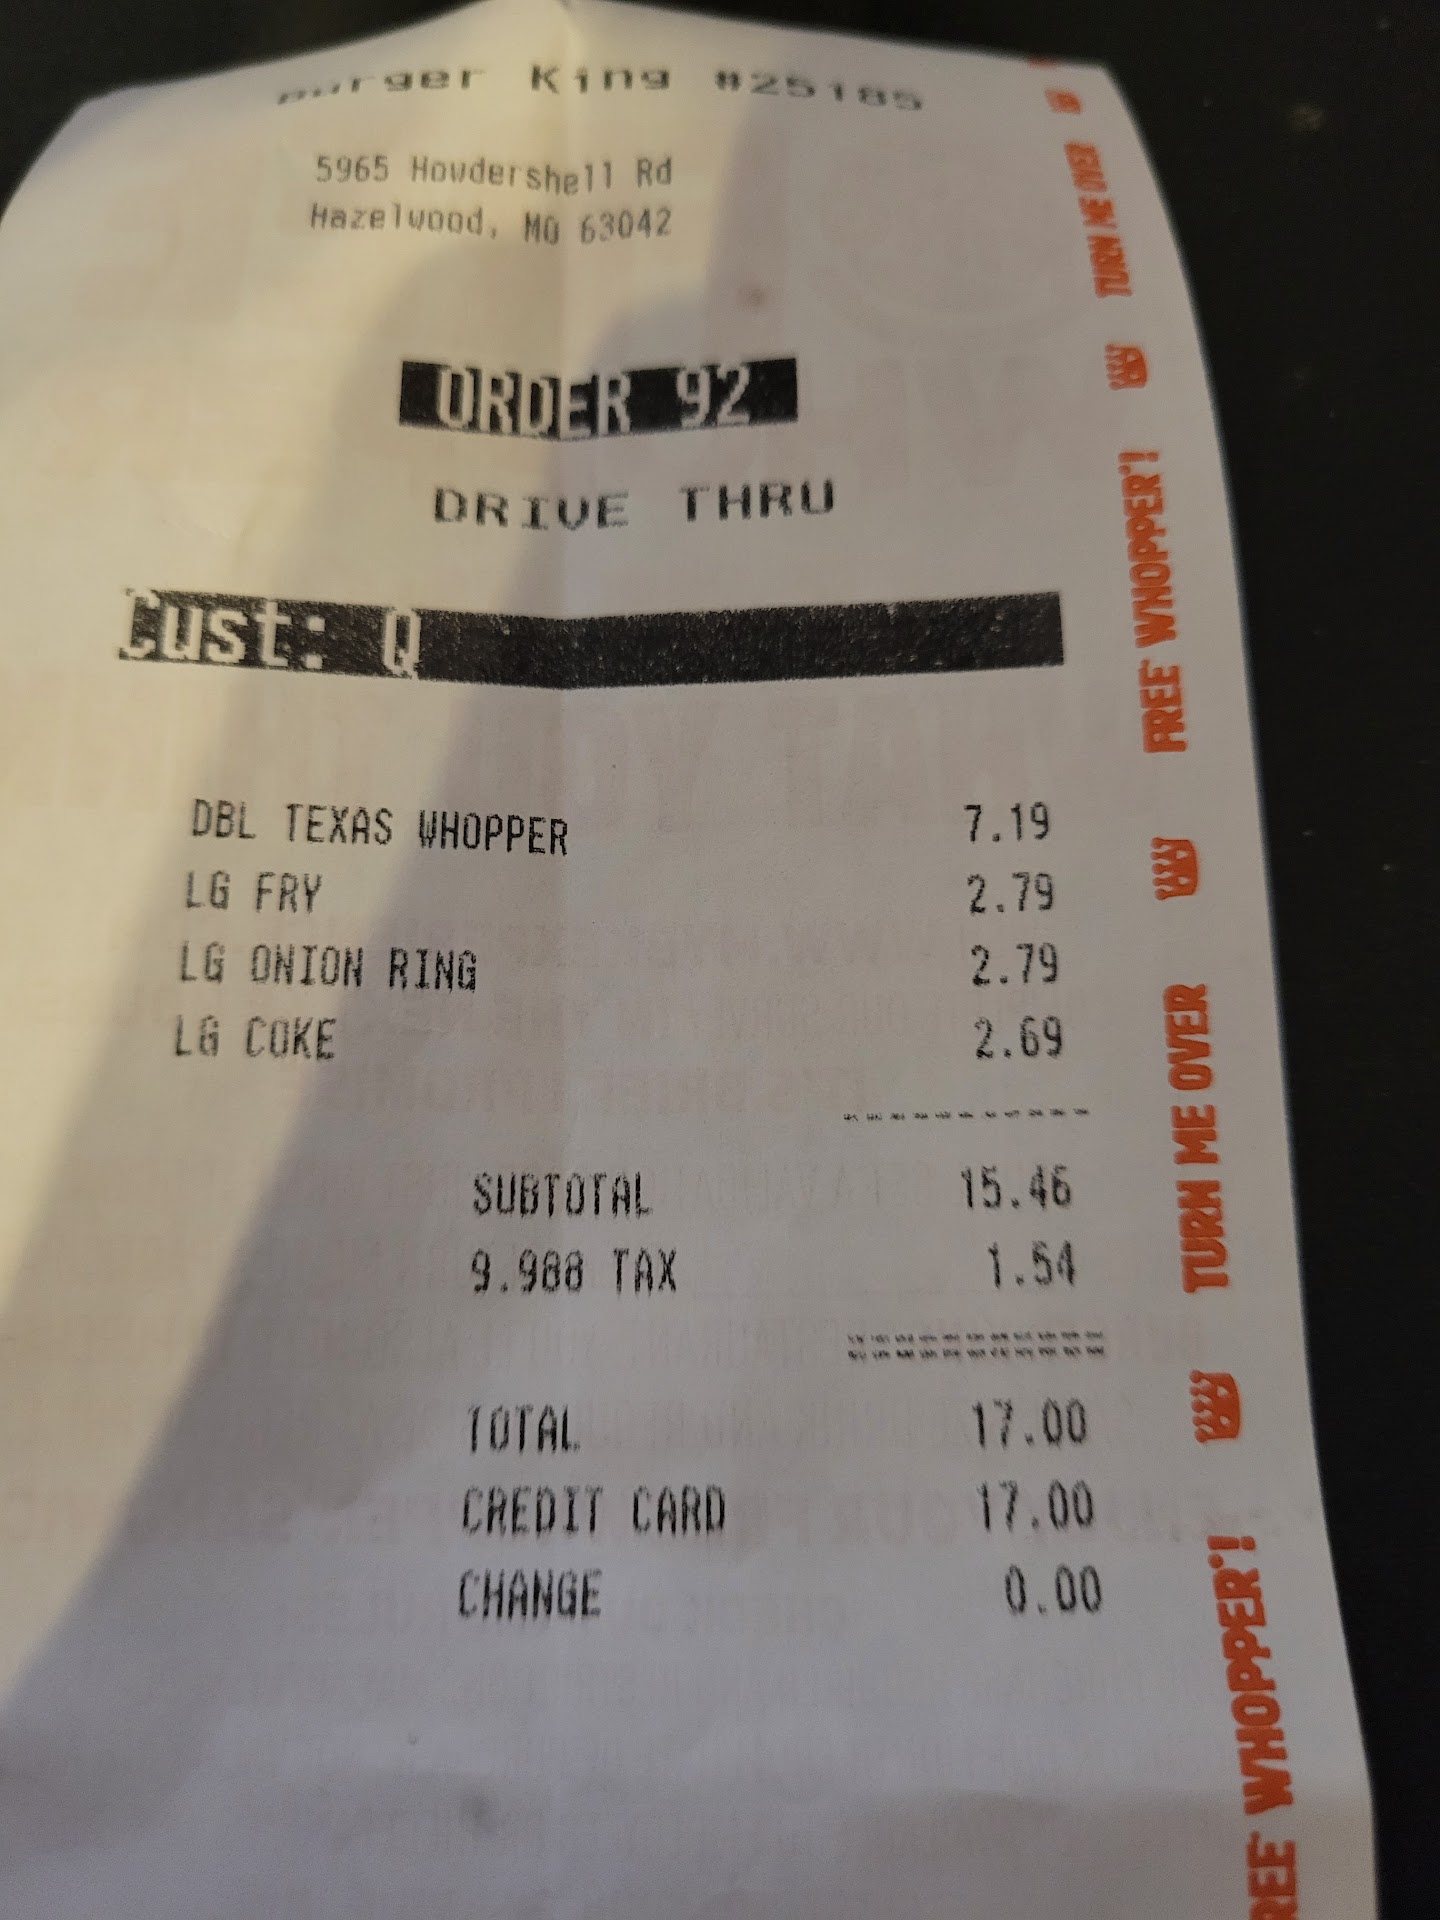 Burger King #25185
5965 Howdershell Rd
Hazelwood, MO 63042
ORDER 92
DRIVE THRU
Cust: Q
DBL TEXAS WHOPPER 7.19
LG FRY 2.79
LG ONION RING 2.79
LG COKE 2.69
SUBTOTAL 15.46
9.988 TAX 1.54
TOTAL 17.00
CREDIT CARD 17.00
CHANGE 0.00
TURN ME OVER
FREE WHOPPER®!
TURN ME OVER
FREE WHOPPER®!